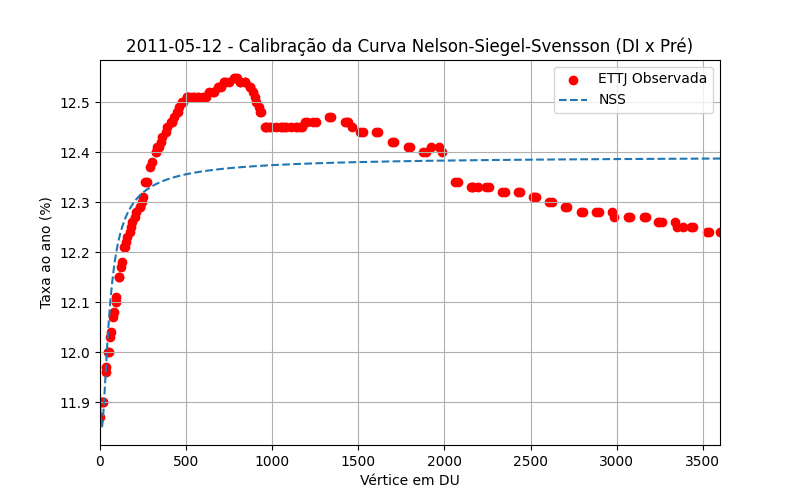 2011-05-12 - Calibração da Curva Nelson-Siegel-Svensson (DI x Pré)
ETTJ Observada
NSS
Taxa ao ano (%)
12.5
12.4
12.3
12.2
12.1
12.0
11.9
0 500 1000 1500 2000 2500 3000 3500
Vértice em DU